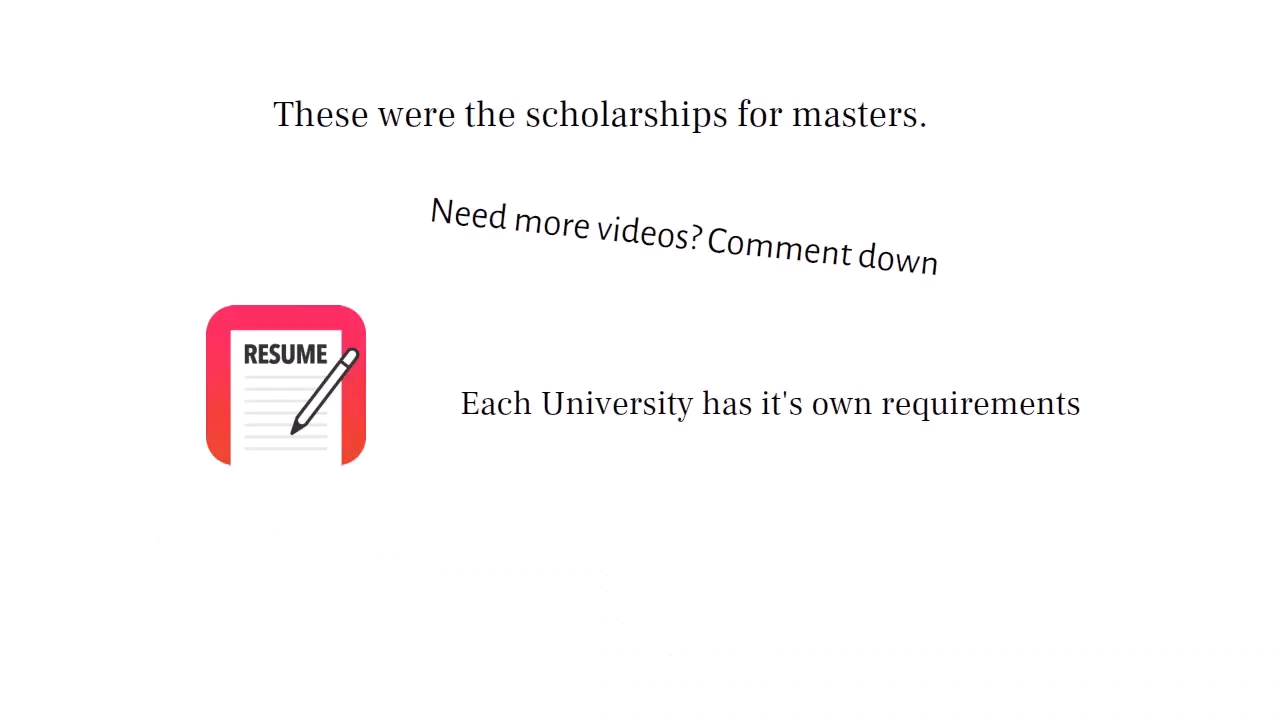 These were the scholarships for masters.
Need more videos? Comment down
RESUME
Each University has it's own requirements